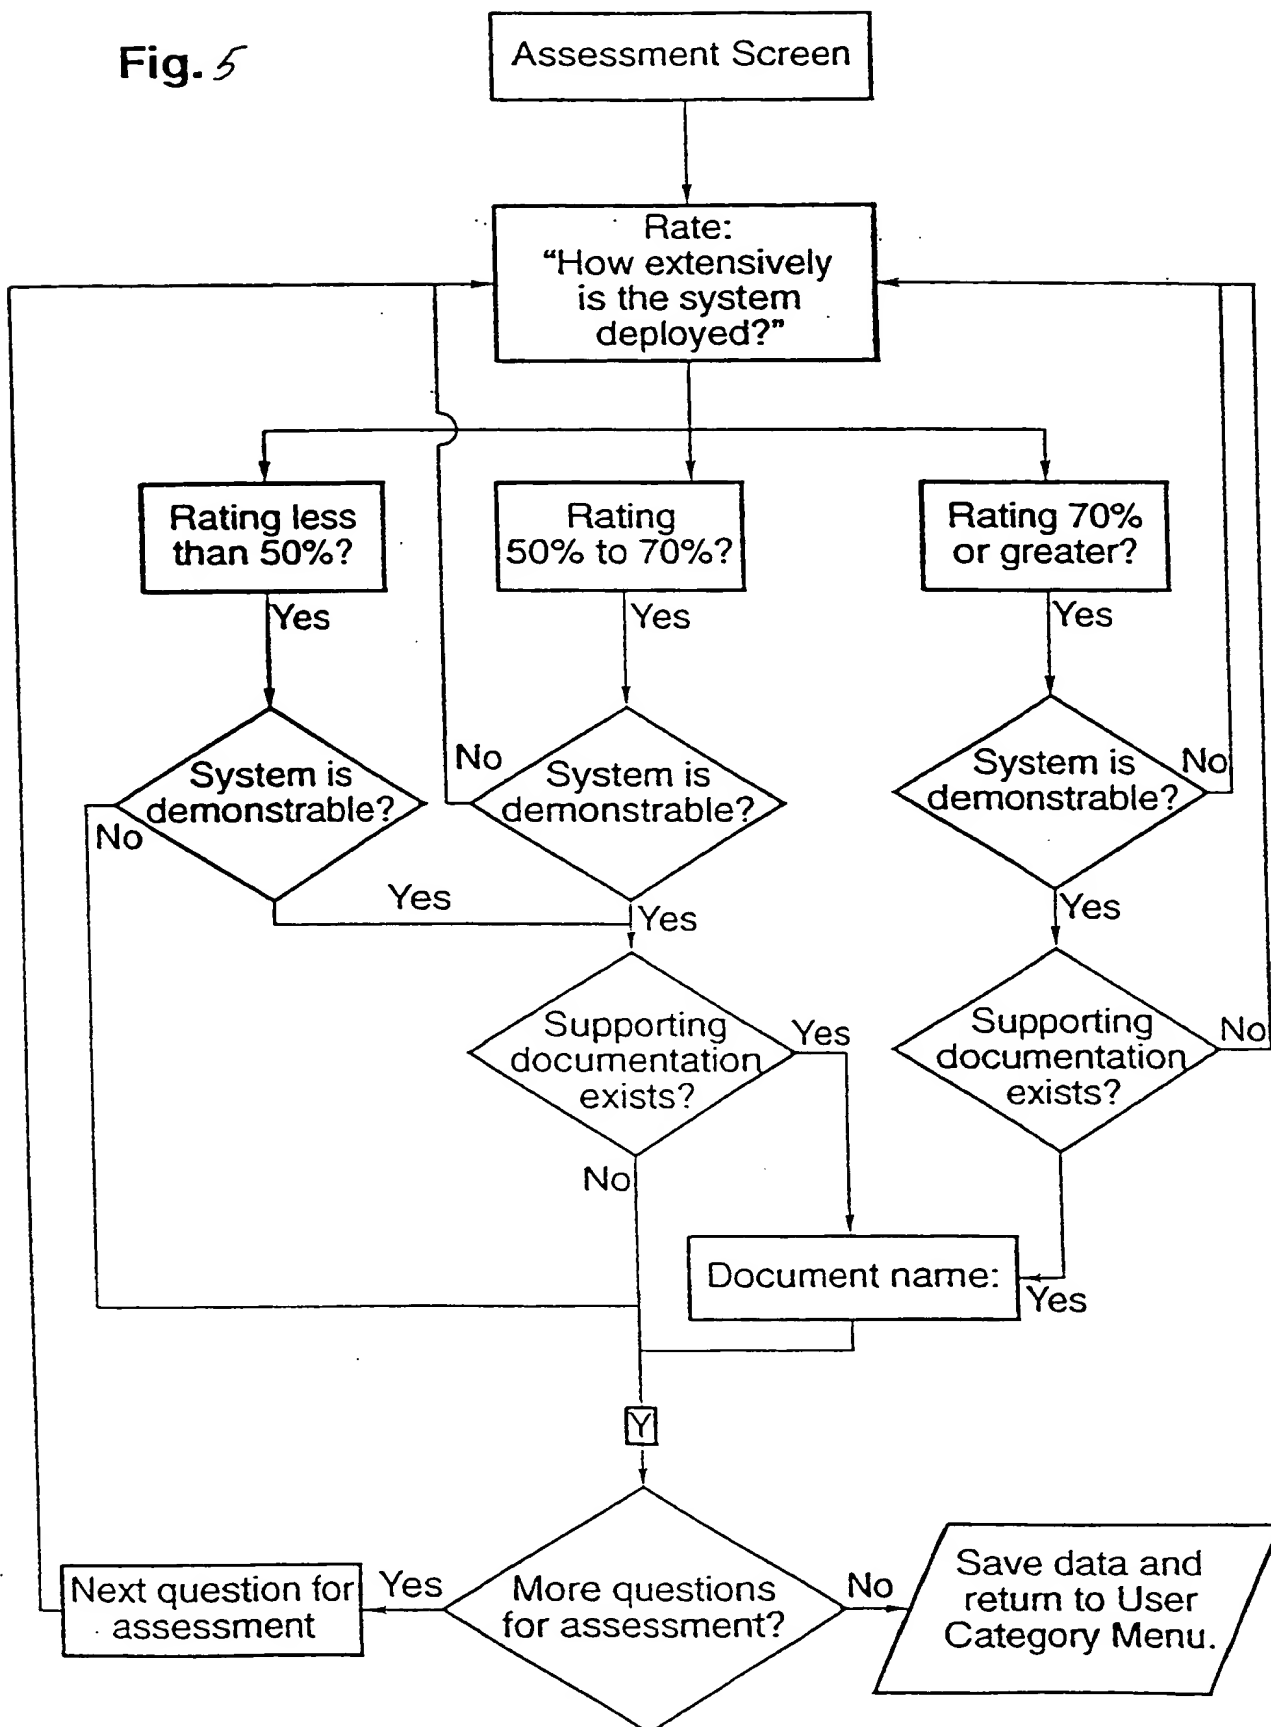 Fig. 5
Assessment Screen
Rate:
“How extensively
is the system
deployed?”
Rating less
than 50%?
Rating
50% to 70%?
Rating 70%
or greater?
Yes
Yes
Yes
System is
demonstrable?
No
No
System is
demonstrable?
System is
demonstrable?
No
Yes
Yes
Yes
Supporting
documentation
exists?
Yes
No
Supporting
documentation
exists?
No
Document name:
Yes
Y
Next question for
assessment
Yes
More questions
for assessment?
No
Save data and
return to User
Category Menu.